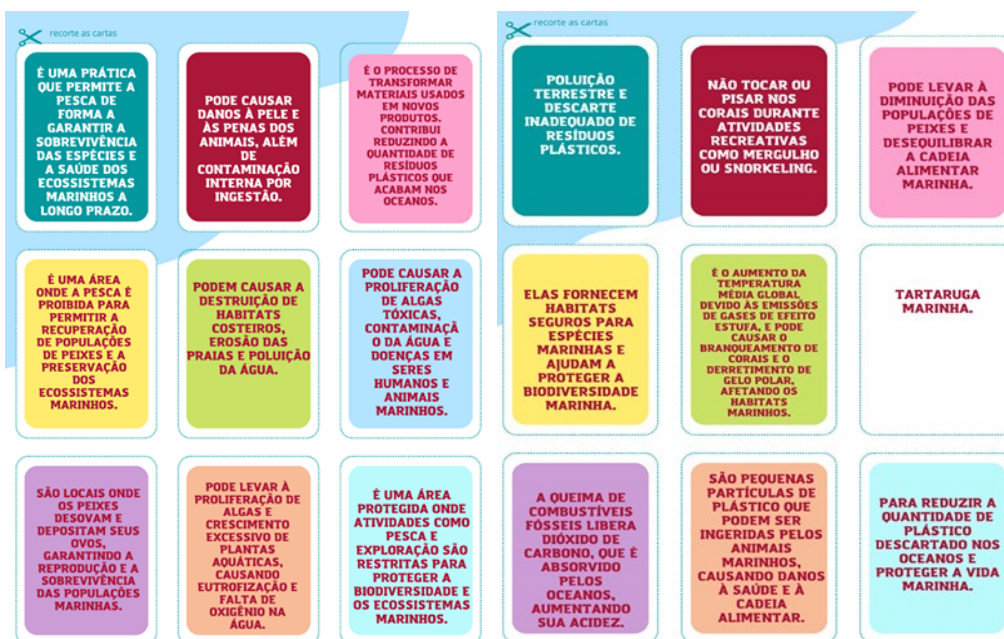 recorte as cartas
É UMA PRÁTICA
QUE PERMITE A
PESCA DE
FORMA A
GARANTIR A
SOBREVIVÊNCIA
DAS ESPÉCIES E
A SAÚDE DOS
ECOSSISTEMAS
MARINHOS A
LONGO PRAZO.
PODE CAUSAR
DANOS À PELE E
ÀS PENAS DOS
ANIMAIS, ALÉM
DE
CONTAMINAÇÃO
INTERNA POR
INGESTÃO.
É O PROCESSO DE
TRANSFORMAR
MATERIAIS USADOS
EM NOVOS
PRODUTOS.
CONTRIBUI
REDUZINDO A
QUANTIDADE DE
RESÍDUOS
PLÁSTICOS QUE
ACABAM NOS
OCEANOS.
É UMA ÁREA
ONDE A PESCA É
PROIBIDA PARA
PERMITIR A
RECUPERAÇÃO
DE POPULAÇÕES
DE PEIXES E A
PRESERVAÇÃO
DOS
ECOSSISTEMAS
MARINHOS.
PODEM CAUSAR A
DESTRUIÇÃO DE
HABITATS
COSTEIROS,
EROSÃO DAS
PRAIAS E POLUIÇÃO
DA ÁGUA.
PODE CAUSAR A
PROLIFERAÇÃO
DE ALGAS
TÓXICAS,
CONTAMINAÇÃ
O DA ÁGUA E
DOENÇAS EM
SERES
HUMANOS E
ANIMAIS
MARINHOS.
SÃO LOCAIS ONDE
OS PEIXES
DESOVAM E
DEPOSITAM SEUS
OVOS,
GARANTINDO A
REPRODUÇÃO E A
SOBREVIVÊNCIA
DAS POPULAÇÕES
MARINHAS.
PODE LEVAR À
PROLIFERAÇÃO DE
ALGAS E
CRESCIMENTO
EXCESSIVO DE
PLANTAS
AQUÁTICAS,
CAUSANDO
EUTROFIZAÇÃO E
FALTA DE
OXIGÊNIO NA
ÁGUA.
É UMA ÁREA
PROTEGIDA ONDE
ATIVIDADES COMO
PESCA E
EXPLORAÇÃO SÃO
RESTRITAS PARA
PROTEGER A
BIODIVERSIDADE E
OS ECOSSISTEMAS
MARINHOS.
recorte as cartas
POLUIÇÃO
TERRESTRE E
DESCARTE
INADEQUADO DE
RESÍDUOS
PLÁSTICOS.
NÃO TOCAR OU
PISAR NOS
CORAIS DURANTE
ATIVIDADES
RECREATIVAS
COMO MERGULHO
OU SNORKELING.
PODE LEVAR À
DIMINUIÇÃO DAS
POPULAÇÕES DE
DE PEIXES E
DESEQUILIBRAR
A CADEIA
ALIMENTAR
MARINHA.
ELAS FORNECEM
HABITATS
SEGUROS PARA
ESPÉCIES
MARINHAS E
AJUDAM A
PROTEGER A
BIODIVERSIDADE
MARINHA.
É O AUMENTO DA
TEMPERATURA
MÉDIA GLOBAL
DEVIDO ÀS EMISSÕES
DE GASES DE EFEITO
ESTUFA, E PODE
CAUSAR O
BRANQUEAMENTO DE
CORAIS E O
DERRETIMENTO DE
GELO POLAR,
AFETANDO OS
HABITATS
MARINHOS.
TARTARUGA
MARINHA.
A QUEIMA DE
COMBUSTÍVEIS
FÓSSEIS LIBERA
DIÓXIDO DE
CARBONO, QUE É
ABSORVIDO
PELOS
OCEANOS,
AUMENTANDO
SUA ACIDEZ.
SÃO PEQUENAS
PARTÍCULAS DE
PLÁSTICO QUE
PODEM SER
INGERIDAS PELOS
ANIMAIS
MARINHOS,
CAUSANDO DANOS
À SAÚDE E À
CADEIA
ALIMENTAR.
PARA REDUZIR A
QUANTIDADE DE
PLÁSTICO
DESCARTADO NOS
OCEANOS E
PROTEGER A VIDA
MARINHA.